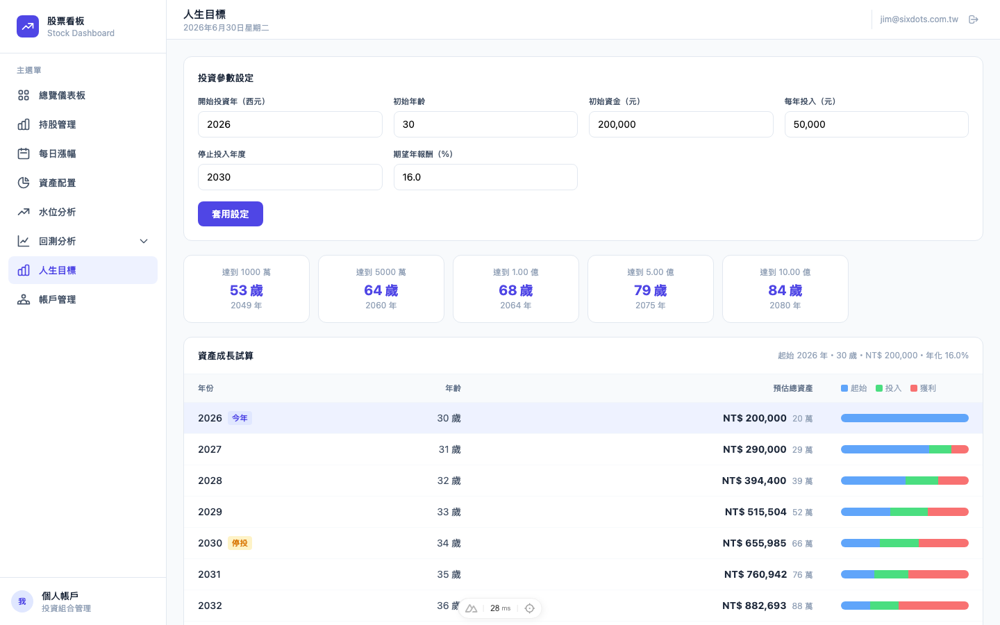 股票看板
Stock Dashboard
主選單
總覽儀表板
持股管理
每日漲幅
資產配置
水位分析
回測分析
人生目標
帳戶管理
我
個人帳戶
投資組合管理
人生目標
2026年6月30日星期二
jim@sixdots.com.tw
投資參數設定
開始投資年（西元） 初始年齡 初始資金（元） 每年投入（元）
2026 30 200,000 50,000
停止投入年度 期望年報酬（%）
2030 16.0
套用設定
達到 1000 萬
53 歲
2049 年
達到 5000 萬
64 歲
2060 年
達到 1.00 億
68 歲
2064 年
達到 5.00 億
79 歲
2075 年
達到 10.00 億
84 歲
2080 年
資產成長試算 起始 2026 年・30 歲・NT$ 200,000・年化 16.0%
年份 年齡 預估總資產 起始 投入 獲利
2026 今年 30 歲 NT$ 200,000 20 萬
2027 31 歲 NT$ 290,000 29 萬
2028 32 歲 NT$ 394,400 39 萬
2029 33 歲 NT$ 515,504 52 萬
2030 停投 34 歲 NT$ 655,985 66 萬
2031 35 歲 NT$ 760,942 76 萬
2032 36 歲 NT$ 882,693 88 萬
28 ms